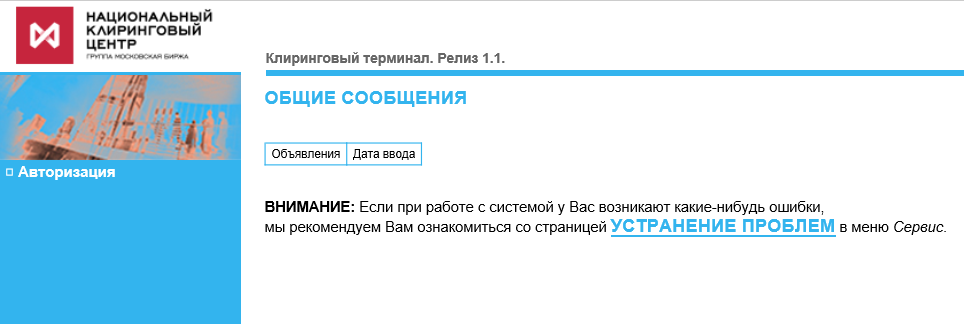 НАЦИОНАЛЬНЫЙ
КЛИРИНГОВЫЙ
ЦЕНТР
ГРУППА МОСКОВСКАЯ БИРЖА
Клиринговый терминал. Релиз 1.1.
ОБЩИЕ СООБЩЕНИЯ
Авторизация
Объявления Дата ввода
ВНИМАНИЕ: Если при работе с системой у Вас возникают какие-нибудь ошибки,
мы рекомендуем Вам ознакомиться со страницей УСТРАНЕНИЕ ПРОБЛЕМ в меню Сервис.